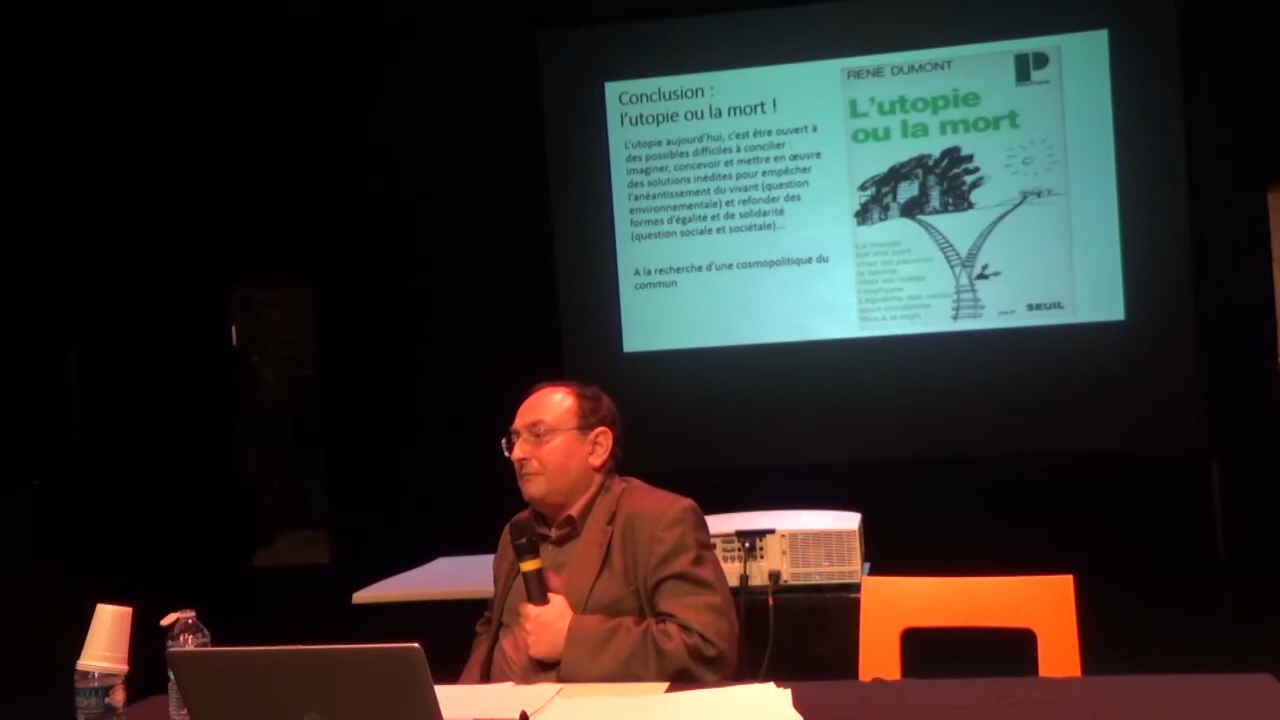 Conclusion :
l'utopie ou la mort !
L'utopie aujourd'hui, c'est être ouvert à
des possibles difficiles à concilier :
imaginer, concevoir et mettre en œuvre
des solutions inédites pour empêcher
l'anéantissement du vivant (question
environnementale) et refonder des
formes d'égalité et de solidarité
(question sociale et sociétale)...
A la recherche d'une cosmopolitique du
commun
RENÉ DUMONT
P
L'utopie
ou la mort
SEUIL